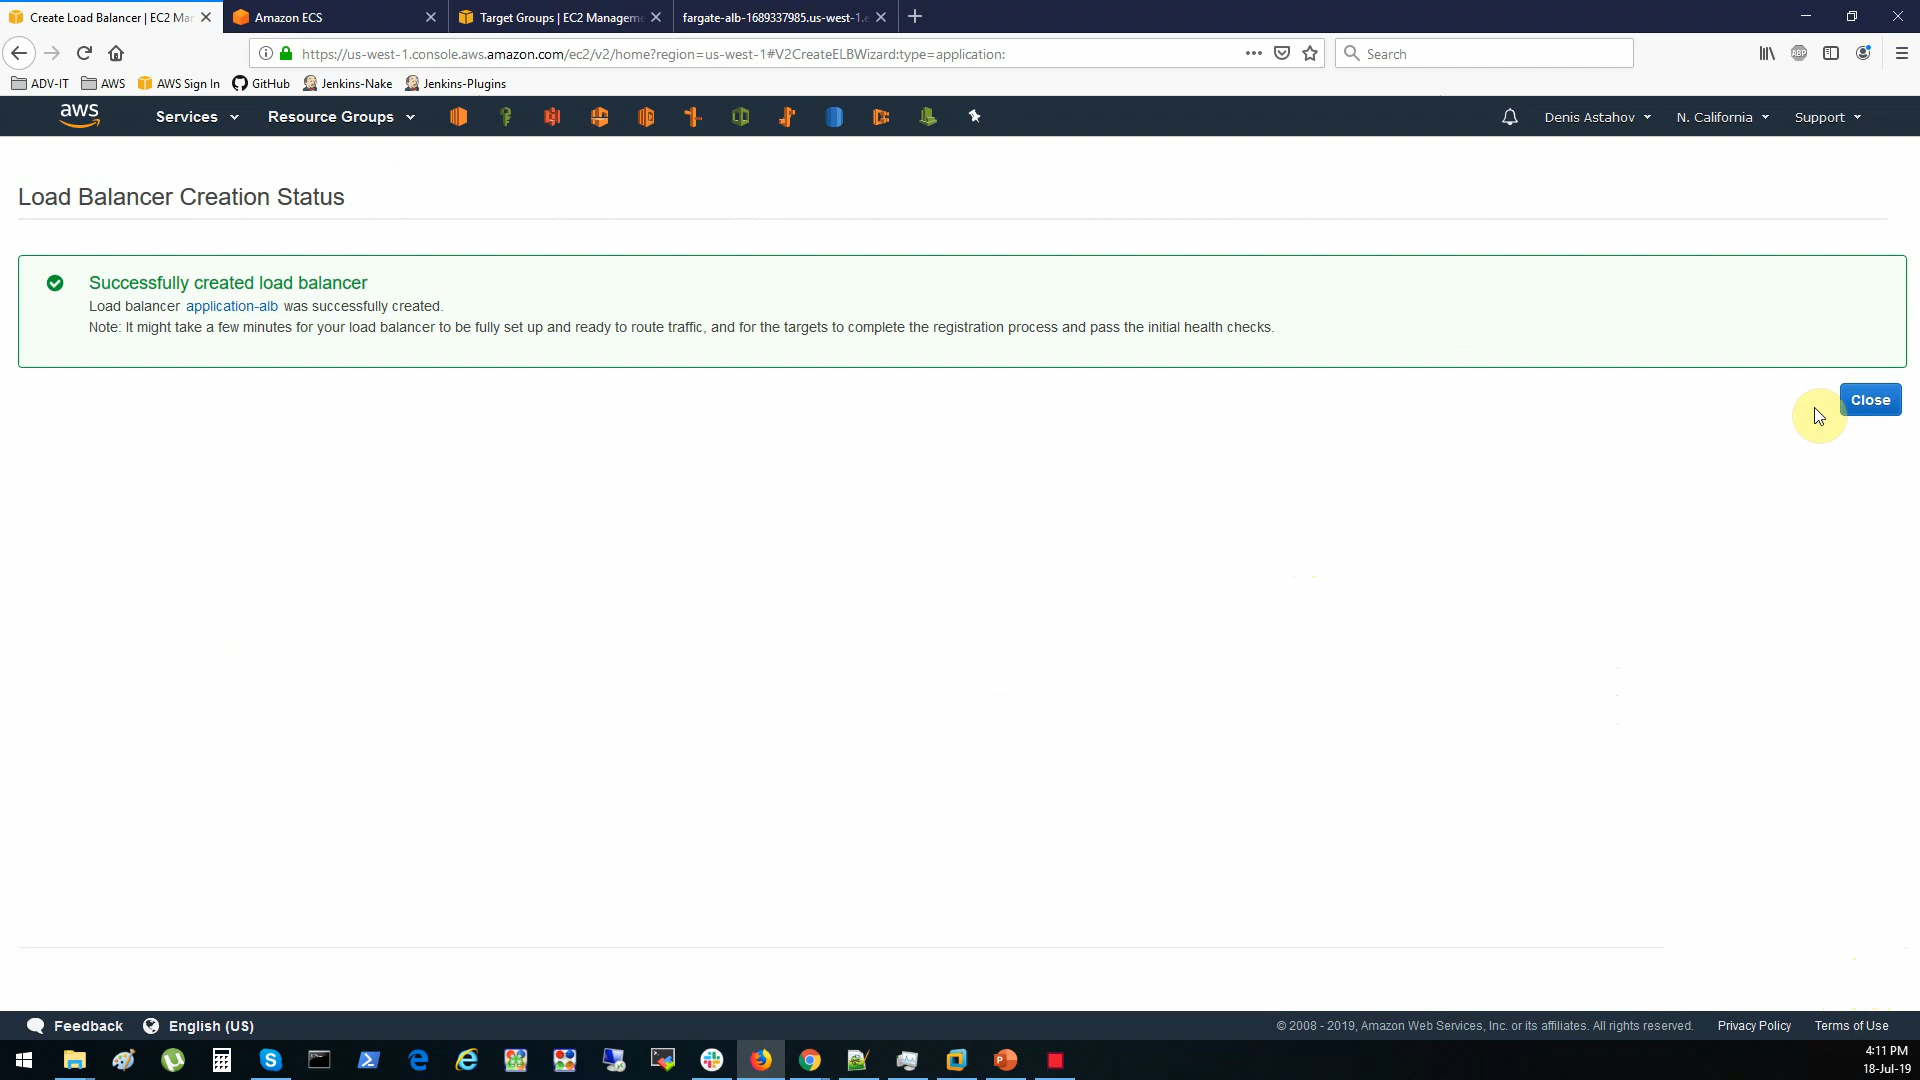 Create Load Balancer | EC2 Mar
Amazon ECS
Target Groups | EC2 Manageme
fargate-alb-1689337985.us-west-1.e
https://us-west-1.console.aws.amazon.com/ec2/v2/home?region=us-west-1#V2CreateELBWizard:type=application:
Search
ABP
ADV-IT
AWS
AWS Sign In
GitHub
Jenkins-Nake
Jenkins-Plugins
aws
Services
Resource Groups
Denis Astahov
N. California
Support
Load Balancer Creation Status
Successfully created load balancer
Load balancer application-alb was successfully created.
Note: It might take a few minutes for your load balancer to be fully set up and ready to route traffic, and for the targets to complete the registration process and pass the initial health checks.
Close
Feedback
English (US)
© 2008 - 2019, Amazon Web Services, Inc. or its affiliates. All rights reserved.
Privacy Policy
Terms of Use
4:11 PM
18-Jul-19